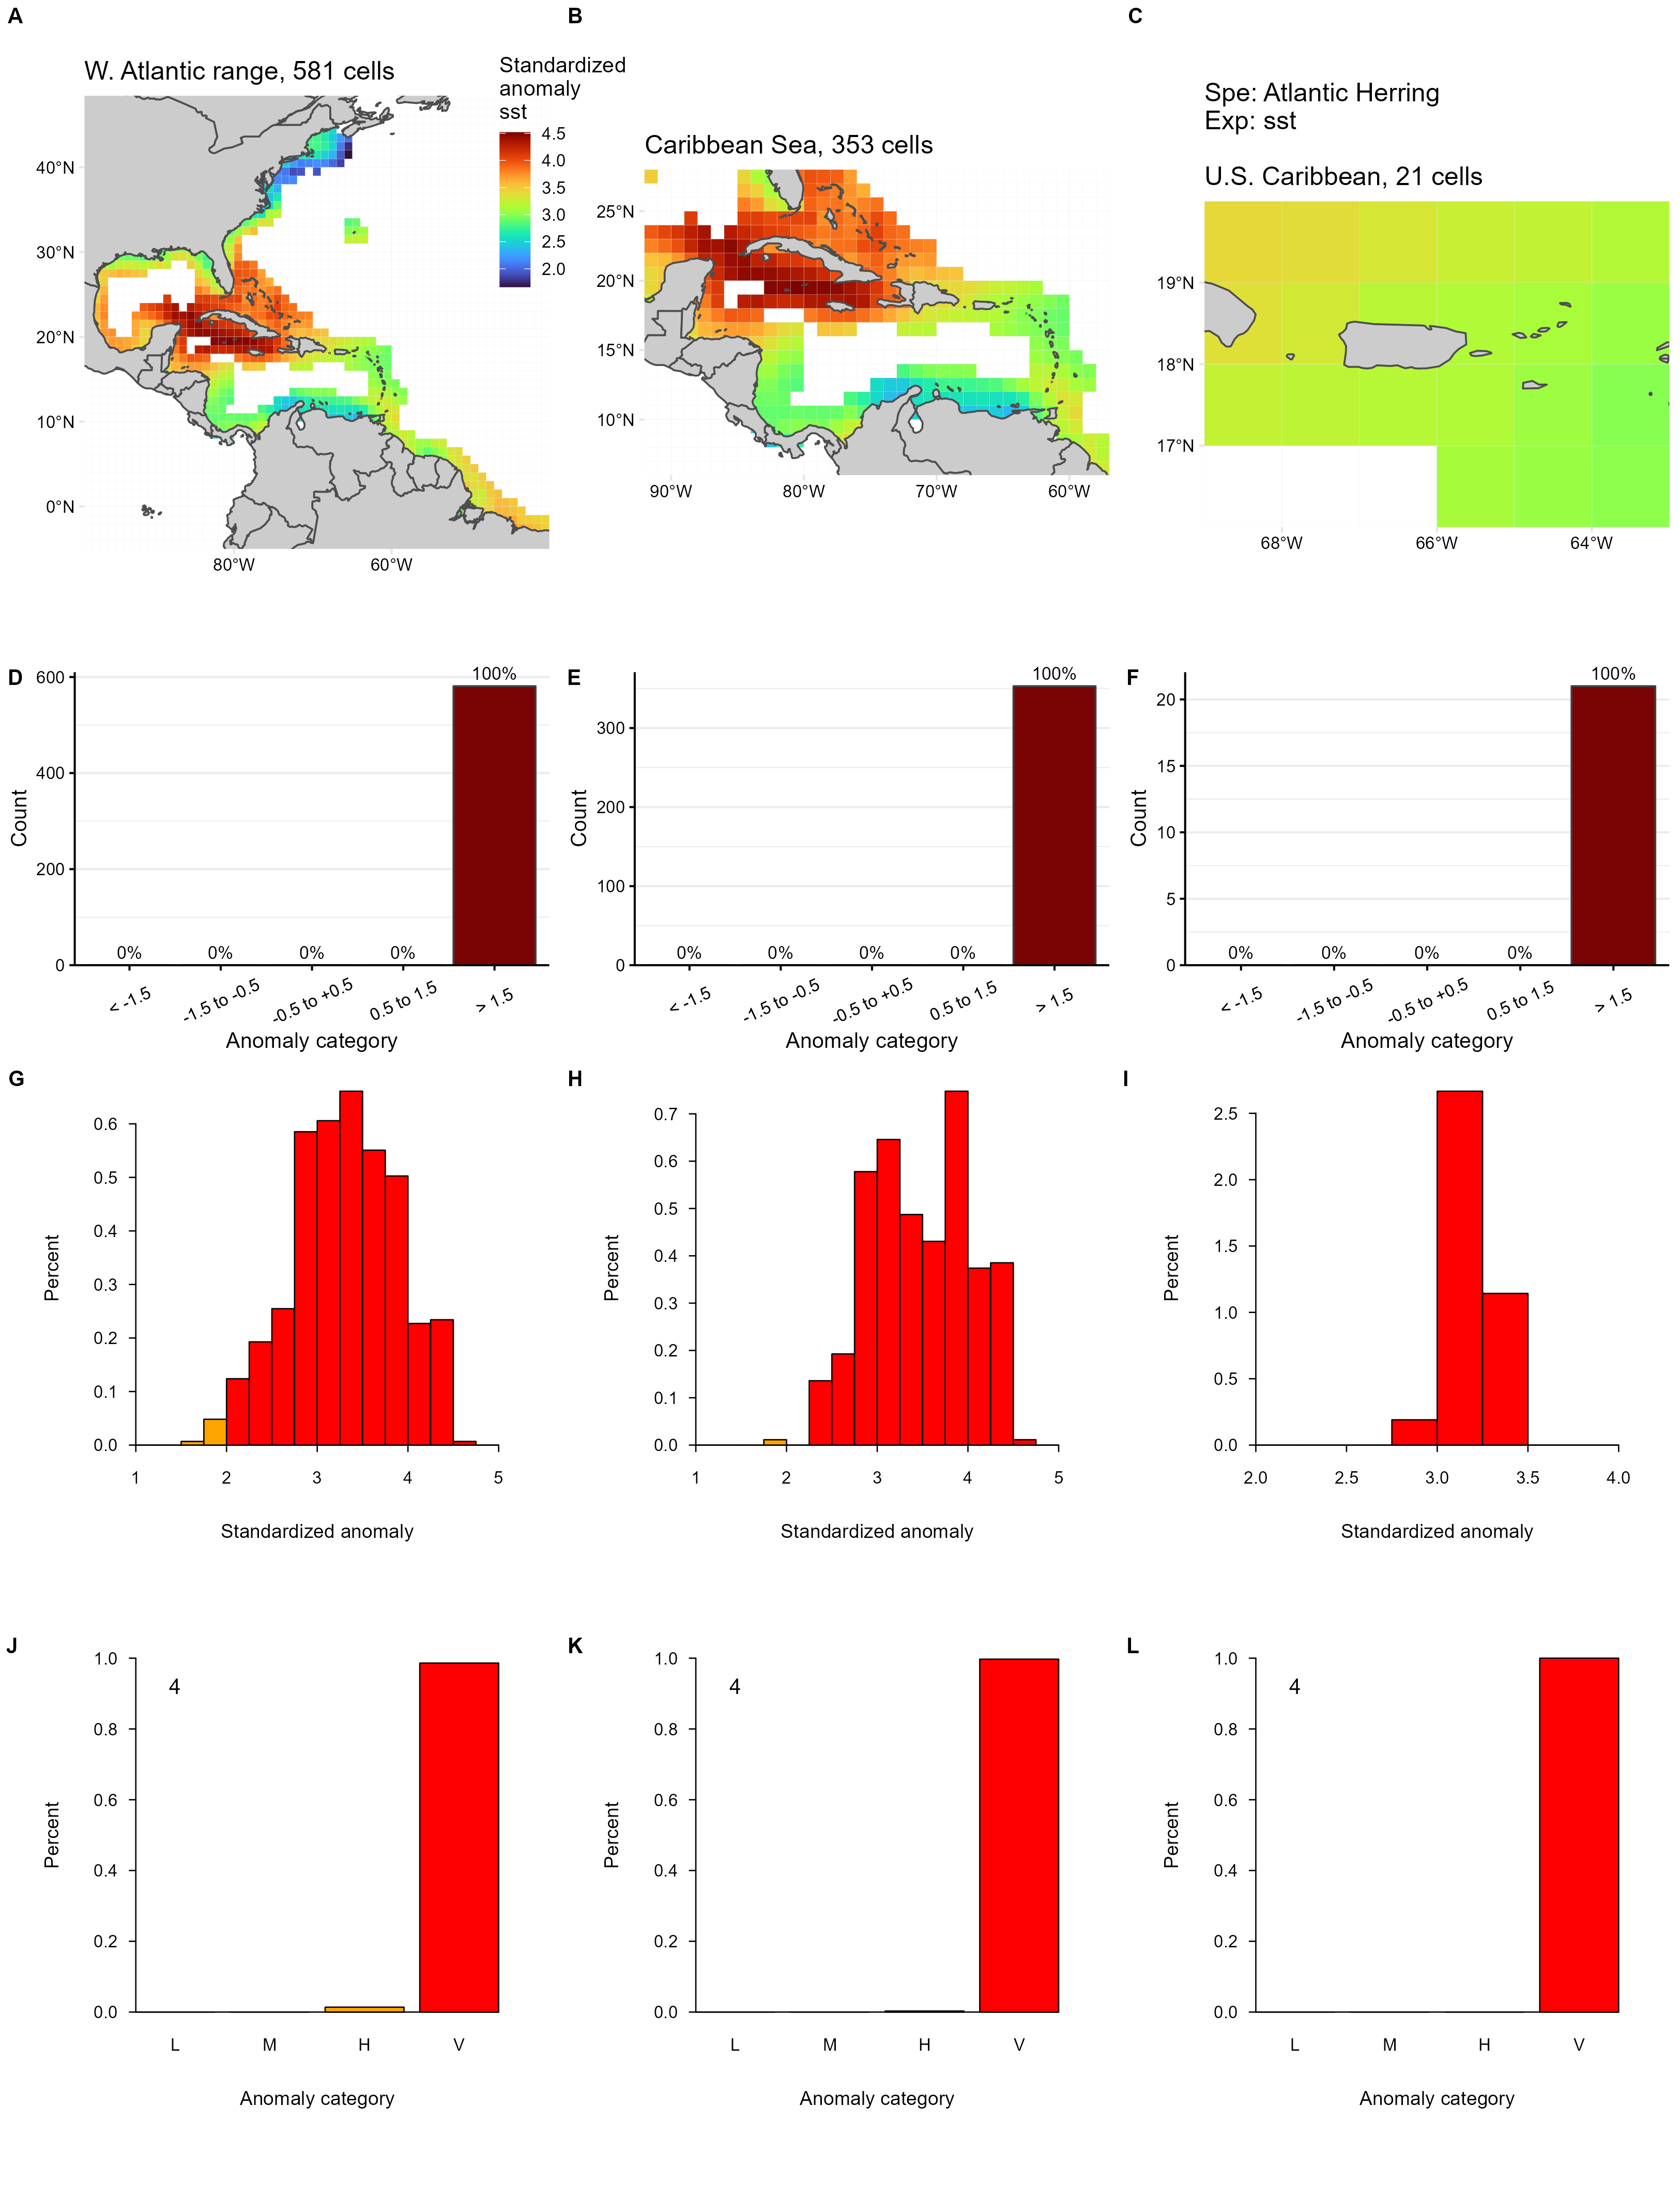 A
B
C
W. Atlantic range, 581 cells
Standardized
anomaly
sst
4.5
4.0
3.5
3.0
2.5
2.0
40°N
30°N
20°N
10°N
0°N
80°W
60°W
Caribbean Sea, 353 cells
25°N
20°N
15°N
10°N
90°W
80°W
70°W
60°W
Spe: Atlantic Herring
Exp: sst
U.S. Caribbean, 21 cells
19°N
18°N
17°N
68°W
66°W
64°W
D
600
400
200
0
Count
0%
0%
0%
0%
100%
< -1.5
-1.5 to -0.5
-0.5 to +0.5
0.5 to 1.5
> 1.5
Anomaly category
E
300
200
100
0
Count
0%
0%
0%
0%
100%
< -1.5
-1.5 to -0.5
-0.5 to +0.5
0.5 to 1.5
> 1.5
Anomaly category
F
20
15
10
5
0
Count
0%
0%
0%
0%
100%
< -1.5
-1.5 to -0.5
-0.5 to +0.5
0.5 to 1.5
> 1.5
Anomaly category
G
0.6
0.5
0.4
0.3
0.2
0.1
0.0
Percent
1
2
3
4
5
Standardized anomaly
H
0.7
0.6
0.5
0.4
0.3
0.2
0.1
0.0
Percent
1
2
3
4
5
Standardized anomaly
I
2.5
2.0
1.5
1.0
0.5
0.0
Percent
2.0
2.5
3.0
3.5
4.0
Standardized anomaly
J
1.0
0.8
0.6
0.4
0.2
0.0
Percent
4
L
M
H
V
Anomaly category
K
1.0
0.8
0.6
0.4
0.2
0.0
Percent
4
L
M
H
V
Anomaly category
L
1.0
0.8
0.6
0.4
0.2
0.0
Percent
4
L
M
H
V
Anomaly category